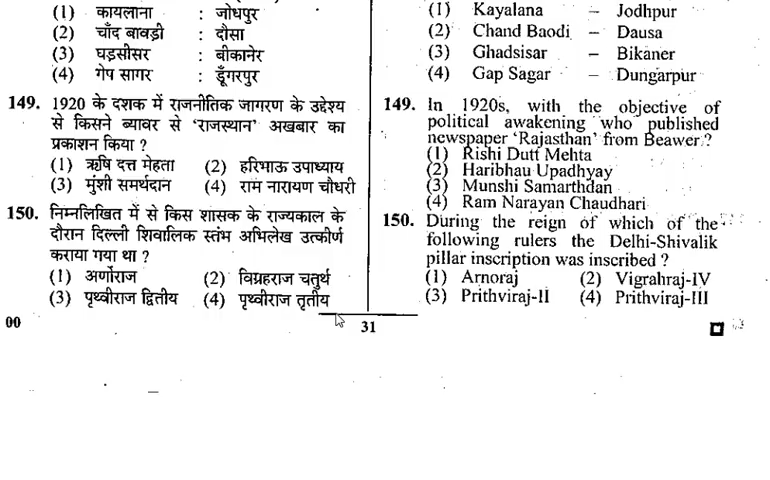 (1) कायलाना : जोधपुर
(2) चाँद बावड़ी : दौसा
(3) घड़सीसर : बीकानेर
(4) गेप सागर : डूँगरपुर
149. 1920 के दशक में राजनीतिक जागरण के उद्देश्य
से किसने ब्यावर से ‘राजस्थान’ अखबार का
प्रकाशन किया ?
(1) ऋषि दत्त मेहता (2) हरिभाऊ उपाध्याय
(3) मुंशी समर्थदान (4) राम नारायण चौधरी
150. निम्नलिखित में से किस शासक के राज्यकाल के
दौरान दिल्ली शिवालिक स्तंभ अभिलेख उत्कीर्ण
कराया गया था ?
(1) अर्णोराज (2) विग्रहराज चतुर्थ
(3) पृथ्वीराज द्वितीय (4) पृथ्वीराज तृतीय
(1) Kayalana – Jodhpur
(2) Chand Baodi – Dausa
(3) Ghadsisar – Bikaner
(4) Gap Sagar – Dungarpur
149. In 1920s, with the objective of
political awakening who published
newspaper ‘Rajasthan’ from Beawer ?
(1) Rishi Dutt Mehta
(2) Haribhau Upadhyay
(3) Munshi Samarthdan
(4) Ram Narayan Chaudhari
150. During the reign of which of the
following rulers the Delhi-Shivalik
pillar inscription was inscribed ?
(1) Arnoraj (2) Vigrahraj-IV
(3) Prithviraj-II (4) Prithviraj-III
00
31